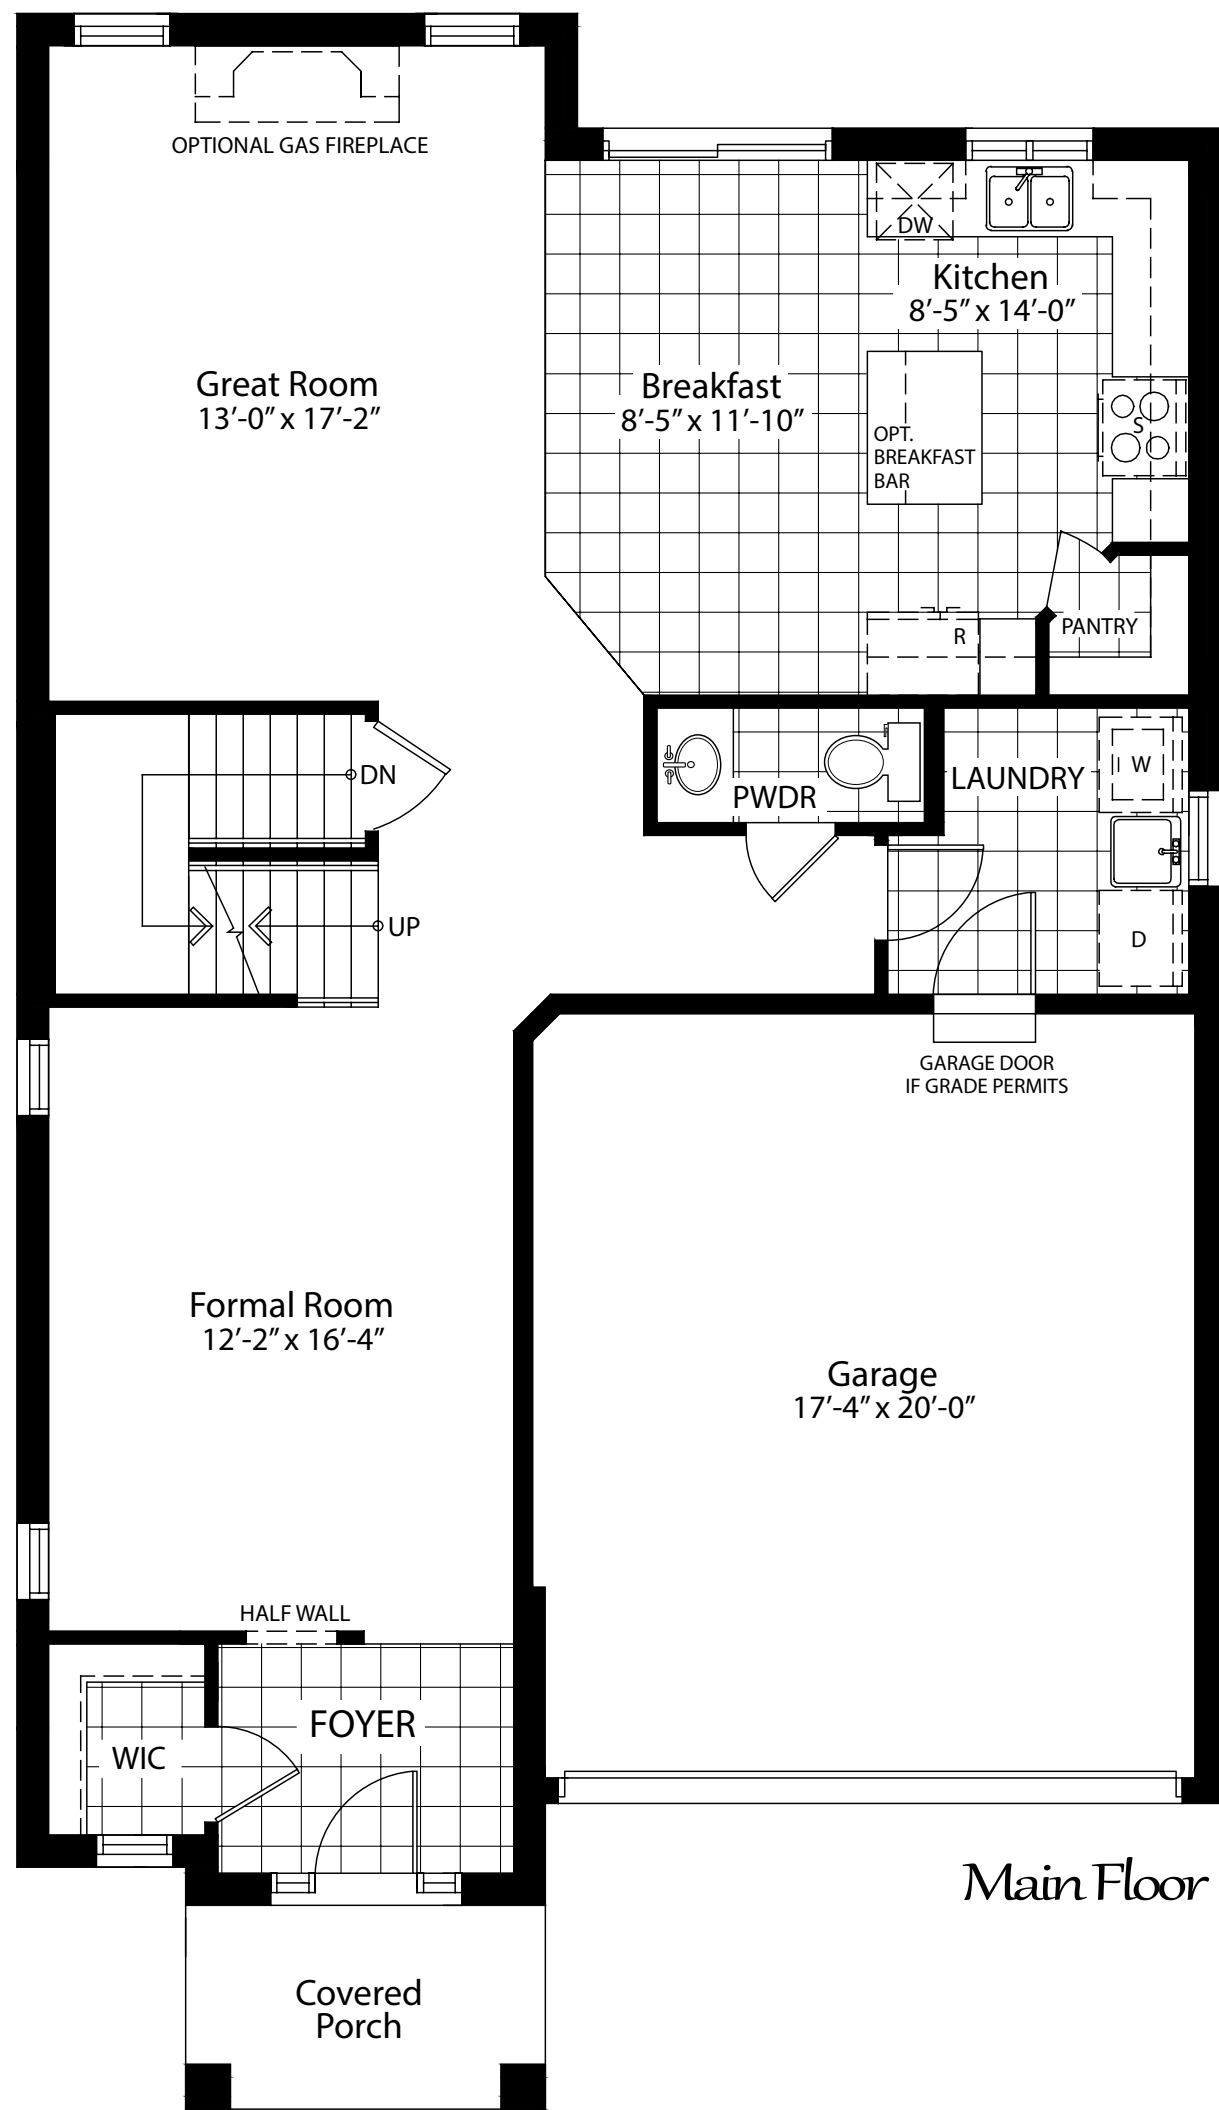 OPTIONAL GAS FIREPLACE
DW
Kitchen
8'-5" x 14'-0"
Great Room
13'-0" x 17'-2"
Breakfast
8'-5" x 11'-10"
OPT.
BREAKFAST
BAR
S
R
PANTRY
DN
PWDR
LAUNDRY
W
UP
D
GARAGE DOOR
IF GRADE PERMITS
Formal Room
12'-2" x 16'-4"
Garage
17'-4" x 20'-0"
HALF WALL
FOYER
WIC
Main Floor
Covered
Porch